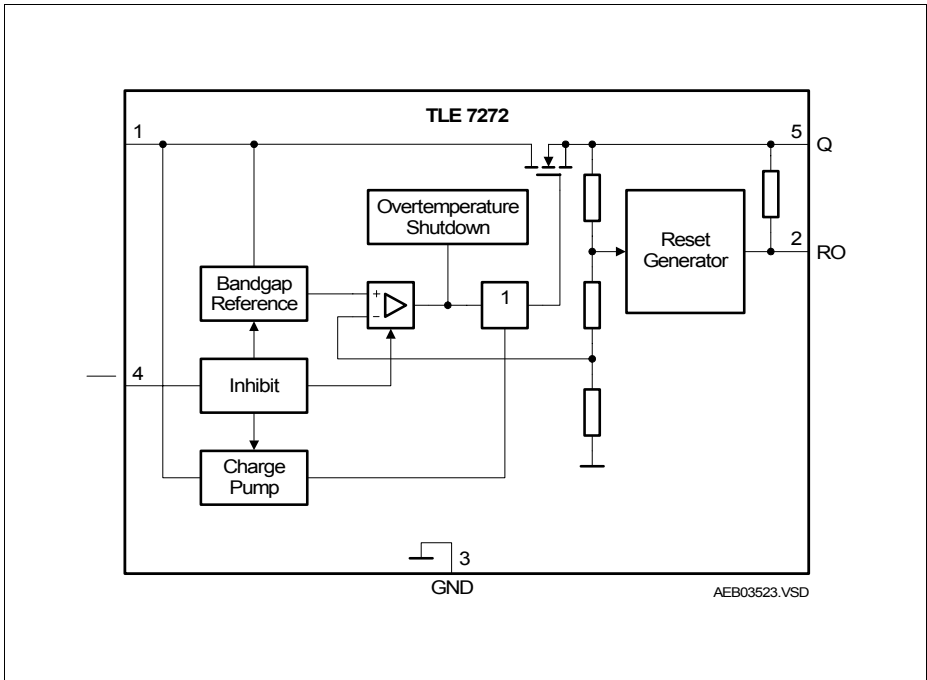 TLE 7272
1
5
Q
Overtemperature
Shutdown
Reset
Generator
2
RO
Bandgap
Reference
+
−
1
4
Inhibit
Charge
Pump
3
GND
AEB03523.VSD